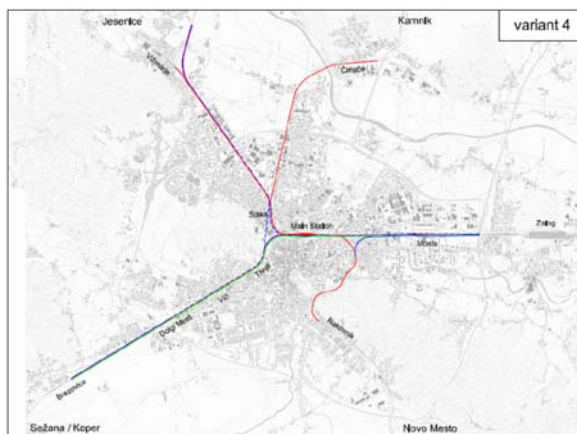 Jesenice
Kamnik
variant 4
Vižmarje
Črnuče
Šiška
Main Station
Zalog
Moste
Tivoli
Vič
Dolgi Most
Rakovnik
Brezovica
Sežana / Koper
Novo Mesto